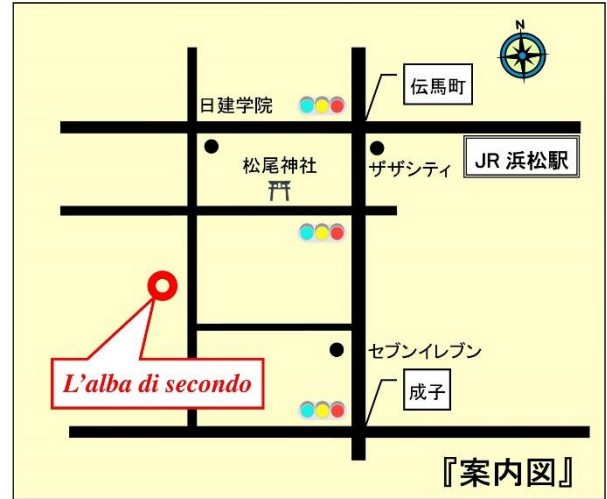 N
伝馬町
日建学院
JR 浜松駅
松尾神社
ザザシティ
L'alba di secondo
セブンイレブン
成子
『案内図』